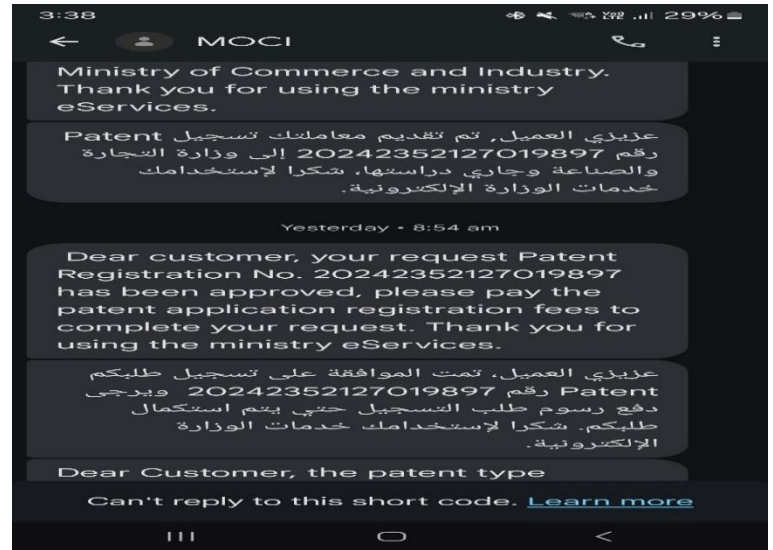 3:38 29%
MOCI
Ministry of Commerce and Industry.
Thank you for using the ministry
eServices.
عزيزي العميل, تم تقديم معاملتك تسجيل Patent
رقم 20242352127019897 إلى وزارة التجارة
والصناعة وجاري دراستها، شكرا لإستخدامك
خدمات الوزارة الإلكترونية.
Yesterday • 8:54 am
Dear customer, your request Patent
Registration No. 20242352127019897
has been approved, please pay the
patent application registration fees to
complete your request. Thank you for
using the ministry eServices.
عزيزي العميل، تمت الموافقة على تسجيل طلبكم
Patent رقم 20242352127019897 ويرجى
دفع رسوم طلب التسجيل حتي يتم استكمال
طلبكم. شكرا لإستخدامك خدمات الوزارة
الإلكترونية.
Dear Customer, the patent type
Can't reply to this short code. Learn more